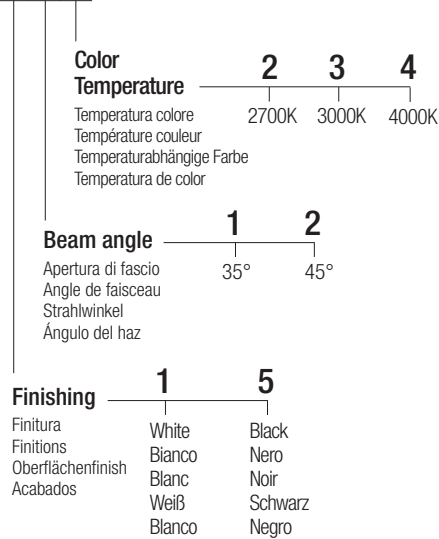 Color
Temperature
2 3 4
Temperatura colore
Température couleur
Temperaturabhängige Farbe
Temperatura de color
2700K 3000K 4000K
Beam angle
1 2
Apertura di fascio
Angle de faisceau
Strahlwinkel
Ángulo del haz
35° 45°
Finishing
1 5
Finitura
Finitions
Oberflächenfinish
Acabados
White Black
Bianco Nero
Blanc Noir
Weiß Schwarz
Blanco Negro